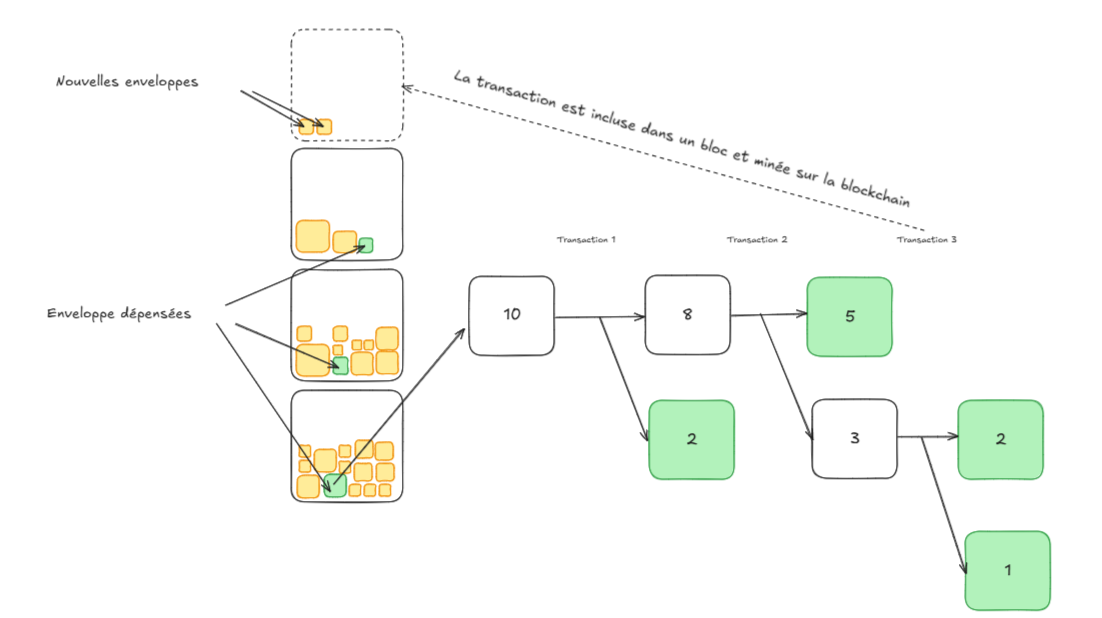 Nouvelles enveloppes
La transaction est incluse dans un bloc et minée sur la blockchain
Transaction 1
Transaction 2
Transaction 3
Enveloppe dépensées
10
8
5
2
3
2
1